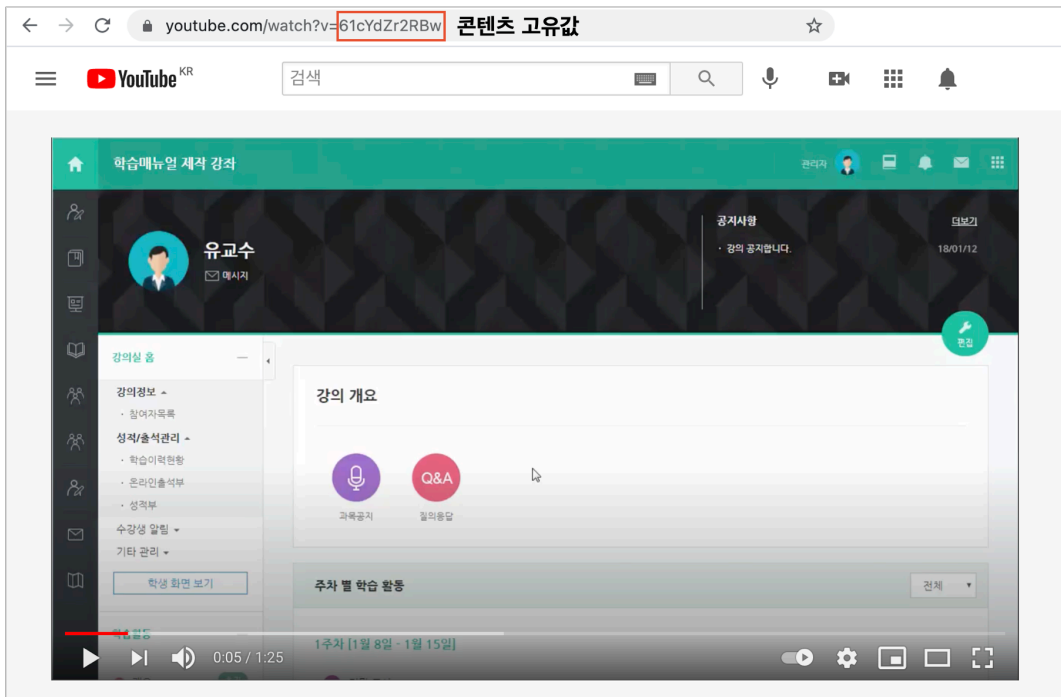 youtube.com/watch?v=61cYdZr2RBw 콘텐츠 고유값
YouTube KR
검색
학습매뉴얼 제작 강좌
관리자
유교수
메시지
공지사항
더보기
· 강의 공지합니다.
18/01/12
편집
강의실 홈
강의정보
· 참여자목록
성적/출석관리
· 학습이력현황
· 온라인출석부
· 성적부
수강생 알림
기타 관리
학생 화면 보기
강의 개요
Q&A
과목공지
질의응답
주차 별 학습 활동
전체
1주차 [1월 8일 - 1월 15일]
학습활동
0:05 / 1:25